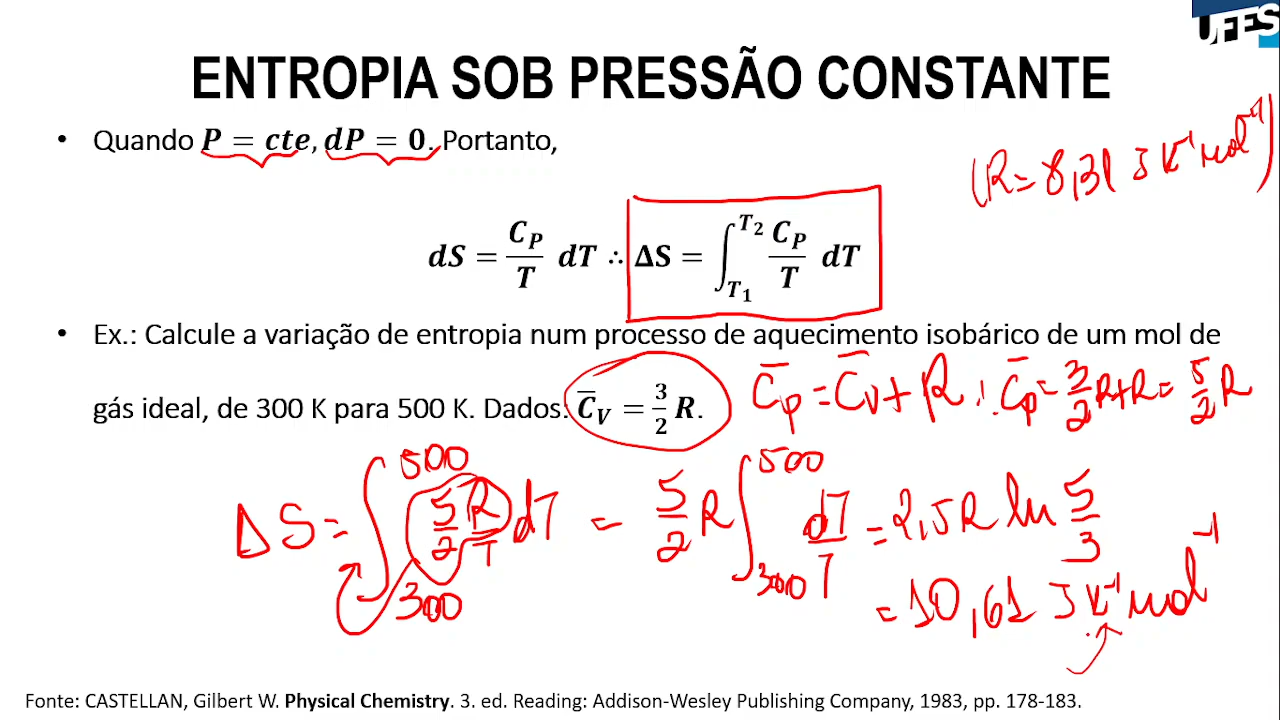 UFES
ENTROPIA SOB PRESSÃO CONSTANTE
• Quando P = cte, dP = 0. Portanto,
(R = 8,31 J K⁻¹ mol⁻¹)
dS = C_P/T dT ∴ ΔS = ∫_{T₁}^{T₂} C_P/T dT
• Ex.: Calcule a variação de entropia num processo de aquecimento isobárico de um mol de
gás ideal, de 300 K para 500 K. Dados: C̅_V = 3/2 R.
C̅p = C̅v + R ∴ C̅p = 3/2 R + R = 5/2 R
ΔS = ∫_{300}^{500} 5/2 R/T dT = 5/2 R ∫_{300}^{500} dT/T = 2,5R ln 5/3
= 10,61 J K⁻¹ mol⁻¹
Fonte: CASTELLAN, Gilbert W. Physical Chemistry. 3. ed. Reading: Addison-Wesley Publishing Company, 1983, pp. 178-183.